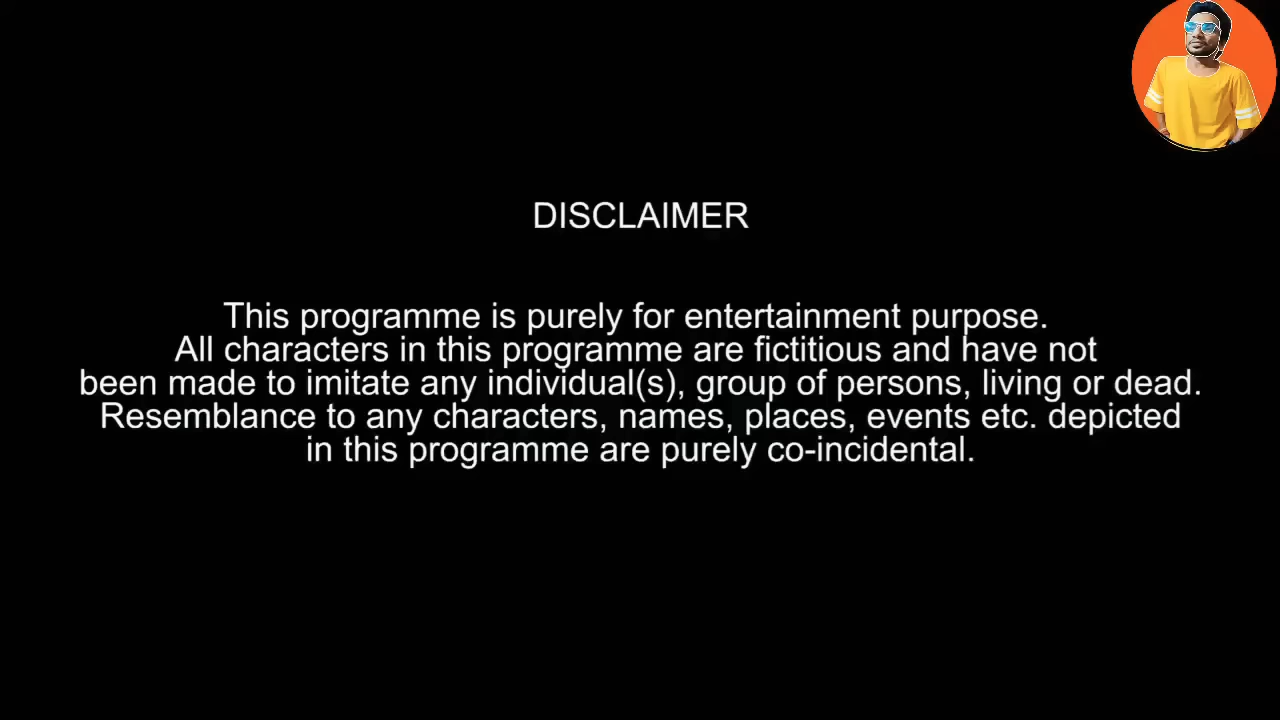 DISCLAIMER
This programme is purely for entertainment purpose.
All characters in this programme are fictitious and have not
been made to imitate any individual(s), group of persons, living or dead.
Resemblance to any characters, names, places, events etc. depicted
in this programme are purely co-incidental.